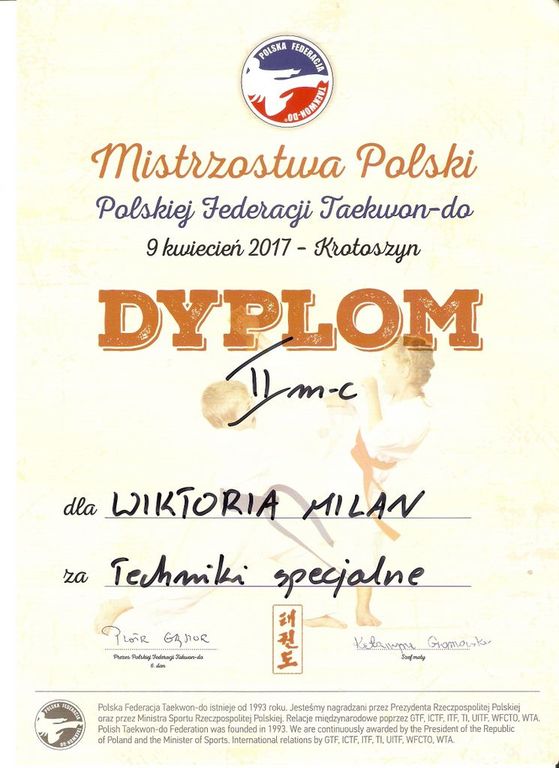 POLSKA FEDERACJA
TAEKWON-DO®
Mistrzostwa Polski
Polskiej Federacji Taekwon-do
9 kwiecień 2017 – Krotoszyn
DYPLOM
II m-c
dla WIKTORIA MILAN
za Techniki specjalne
태권도
Prezes Polskiej Federacji Taekwon-do
6. dan
Szef maty
Polska Federacja Taekwon-do istnieje od 1993 roku. Jesteśmy nagradzani przez Prezydenta Rzeczpospolitej Polskiej
oraz przez Ministra Sportu Rzeczpospolitej Polskiej. Relacje międzynarodowe poprzez GTF, ICTF, ITF, TI, UITF, WFCTO, WTA.
Polish Taekwon-do Federation was founded in 1993. We are continuously awarded by the President of the Republic
of Poland and the Minister of Sports. International relations by GTF, ICTF, ITF, TI, UITF, WFCTO, WTA.